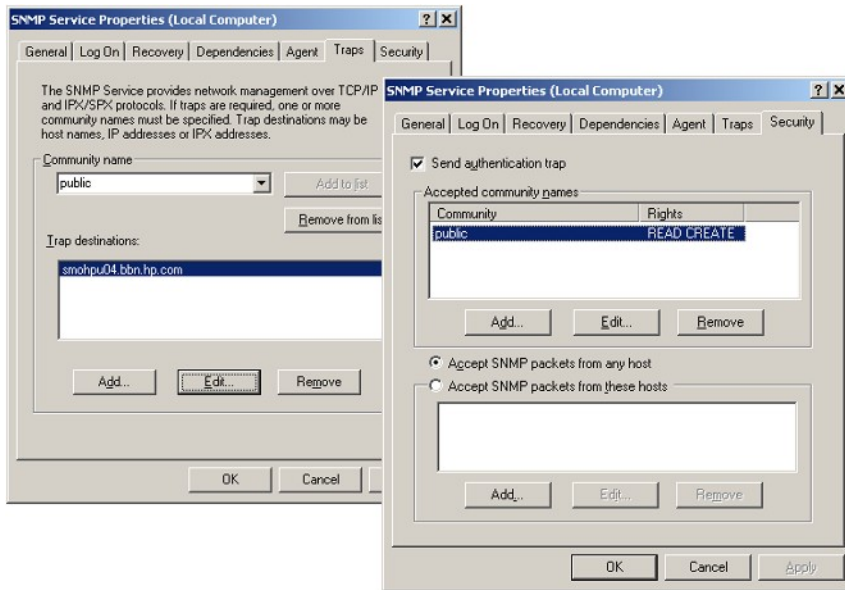 SNMP Service Properties (Local Computer)
General Log On Recovery Dependencies Agent Traps Security
The SNMP Service provides network management over TCP/IP
and IPX/SPX protocols. If traps are required, one or more
community names must be specified. Trap destinations may be
host names, IP addresses or IPX addresses.
Community name
public
Add to list
Remove from lis
Trap destinations:
smohpu04.bbn.hp.com
Add... Edit... Remove
OK Cancel
SNMP Service Properties (Local Computer)
General Log On Recovery Dependencies Agent Traps Security
Send authentication trap
Accepted community names
Community Rights
public READ CREATE
Add... Edit... Remove
Accept SNMP packets from any host
Accept SNMP packets from these hosts
Add... Edit... Remove
OK Cancel Apply